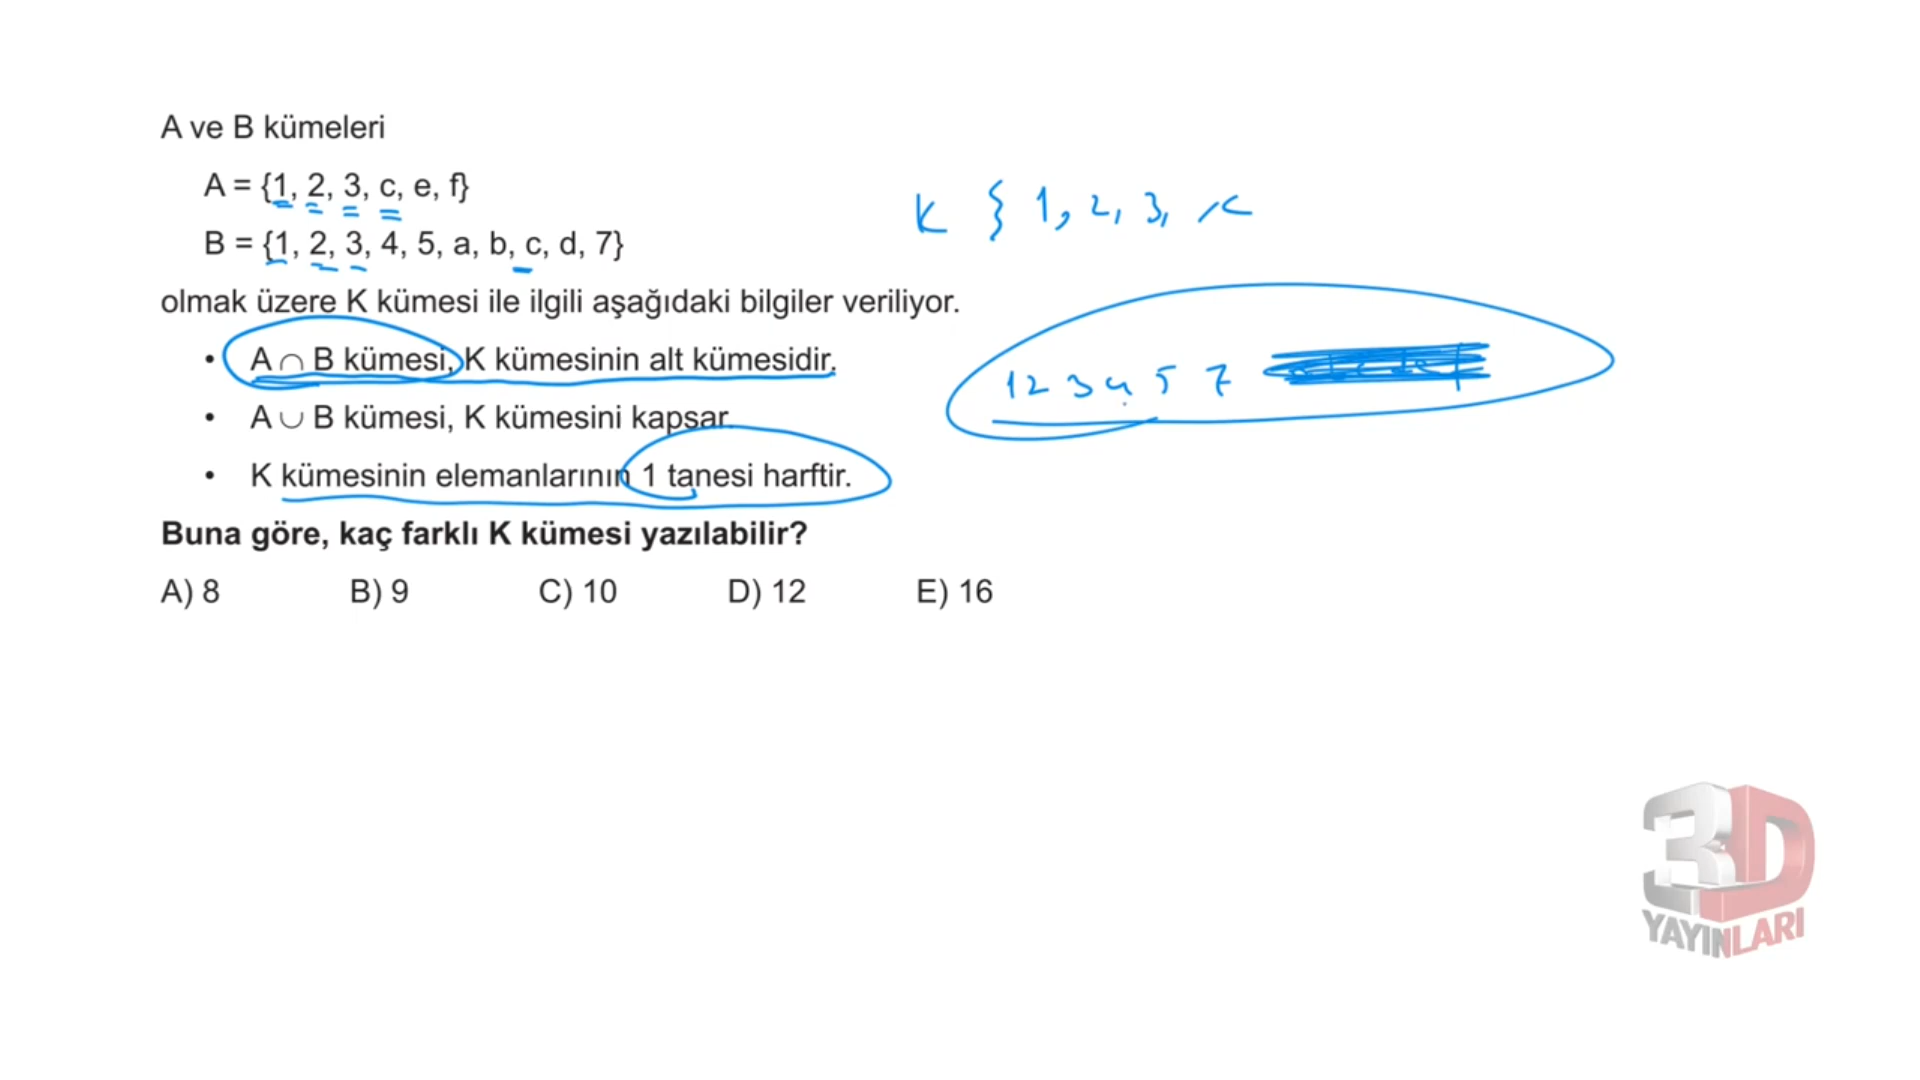 A ve B kümeleri
A = {1, 2, 3, c, e, f}
B = {1, 2, 3, 4, 5, a, b, c, d, 7}
olmak üzere K kümesi ile ilgili aşağıdaki bilgiler veriliyor.
• A ∩ B kümesi, K kümesinin alt kümesidir.
• A ∪ B kümesi, K kümesini kapsar.
• K kümesinin elemanlarının 1 tanesi harftir.
Buna göre, kaç farklı K kümesi yazılabilir?
A) 8 B) 9 C) 10 D) 12 E) 16
K { 1, 2, 3,
1 2 3 4 5 7
3D
YAYINLARI